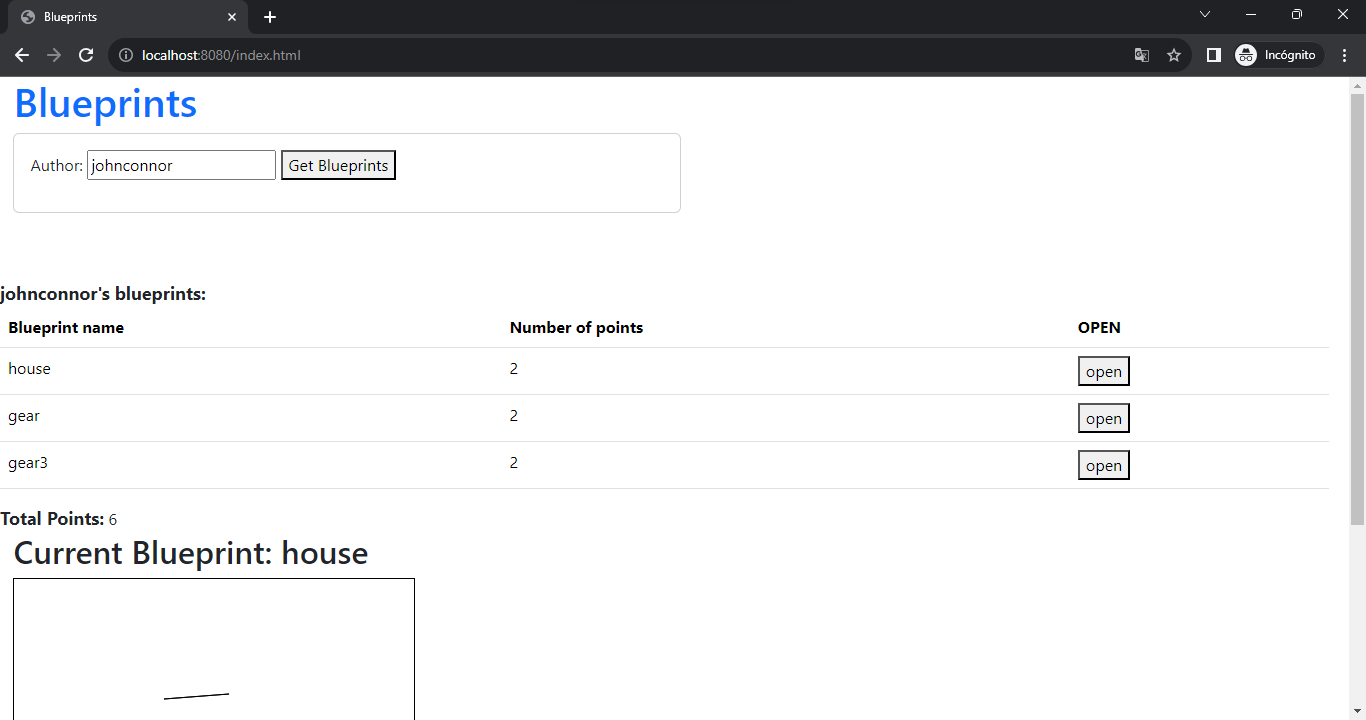 Blueprints
localhost:8080/index.html
Incógnito
Blueprints
Author: johnconnor Get Blueprints
johnconnor's blueprints:
Blueprint name Number of points OPEN
house 2 open
gear 2 open
gear3 2 open
Total Points: 6
Current Blueprint: house